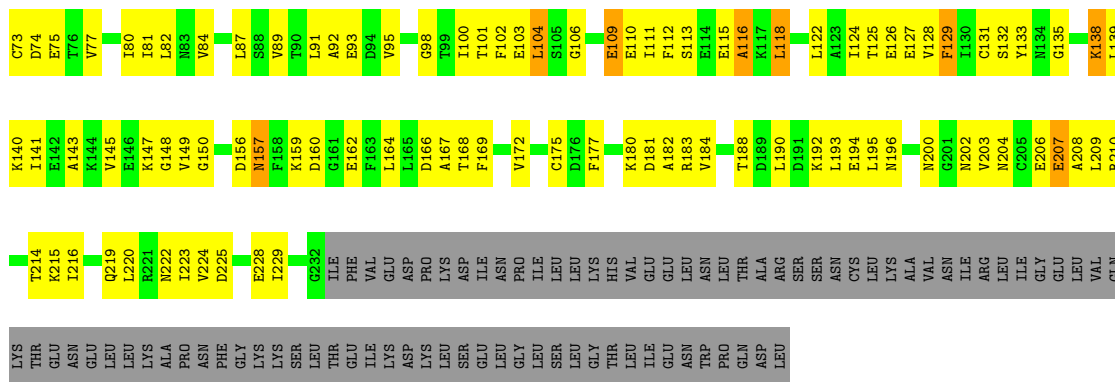 C73 D74 E75 T76 V77 I80 I81 L82 N83 V84 L87 S88 V89 T90 L91 A92 E93 D94 V95 G98 T99 I100 T101 F102 E103 L104 S105 G106 E109 E110 I111 F112 S113 E114 E115 A116 K117 L118 L122 A123 I124 T125 E126 E127 V128 F129 I130 C131 S132 Y133 N134 G135 K138 L139
K140 I141 E142 A143 K144 V145 E146 K147 G148 V149 G150 D156 N157 F158 K159 D160 G161 E162 F163 L164 L165 D166 A167 T168 F169 V172 C175 D176 F177 K180 D181 A182 R183 V184 T188 D189 L190 D191 K192 L193 E194 L195 N196 N200 G201 N202 V203 N204 C205 E206 E207 A208 L209 R210
T214 K215 I216 Q219 L220 R221 N222 I223 V224 D225 E228 I229 G232 ILE PHE VAL GLU ASP PRO LYS ASP ILE ASN PRO ILE LEU LEU LYS HIS VAL GLU GLU LEU ASN LEU THR ALA ARG SER SER ASN CYS LEU LYS ALA VAL ASN ILE ARG LEU ILE GLY GLU LEU VAL GLN
LYS THR GLU ASN GLU LEU LEU LYS ALA PRO ASN PHE GLY LYS LYS SER LEU THR GLU ILE LYS ASP LYS LEU SER GLU LEU GLY LEU SER LEU GLY THR LEU ILE GLU ASN TRP PRO GLN ASP LEU